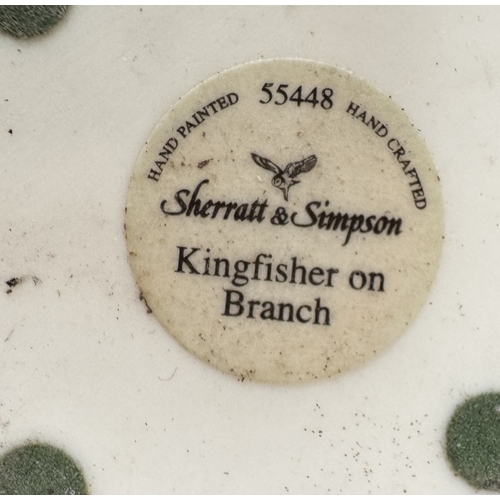 HAND PAINTED 55448 HAND CRAFTED
Sherratt & Simpson
Kingfisher on
Branch